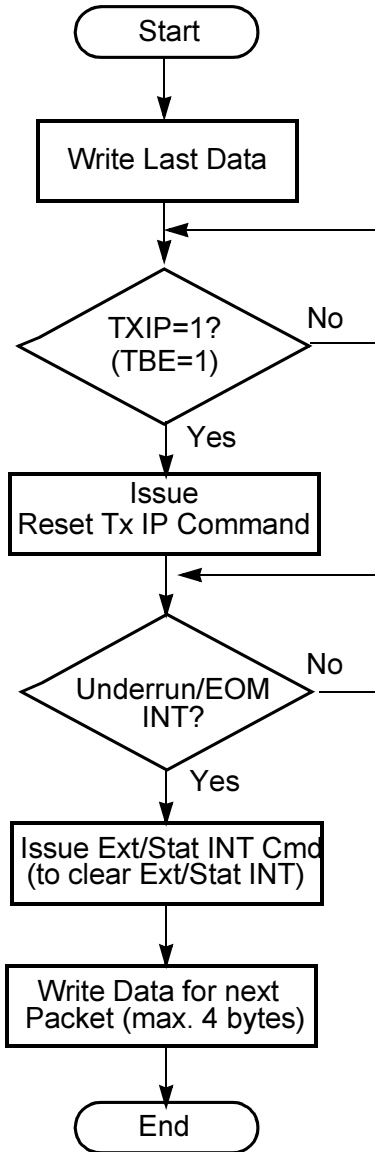 Start
Write Last Data
TXIP=1?
(TBE=1)
No
Yes
Issue
Reset Tx IP Command
Underrun/EOM
INT?
No
Yes
Issue Ext/Stat INT Cmd
(to clear Ext/Stat INT)
Write Data for next
Packet (max. 4 bytes)
End